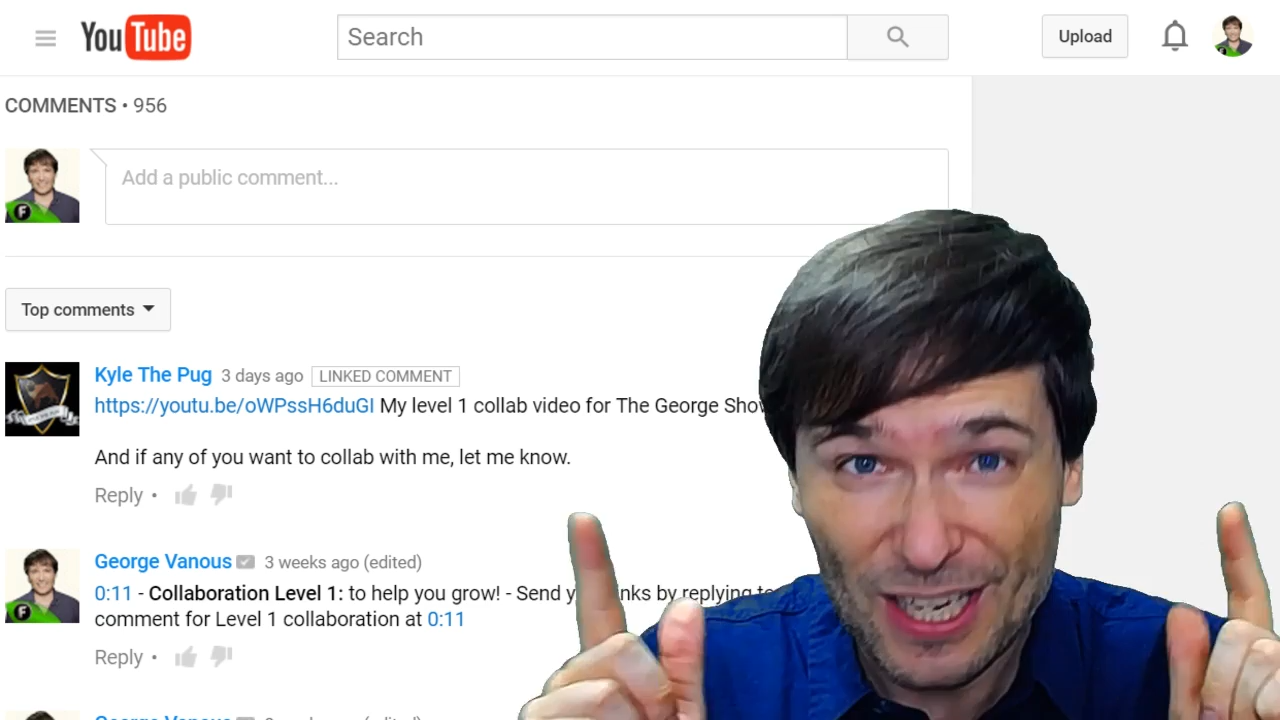 YouTube
Search
Upload
COMMENTS • 956
Add a public comment...
Top comments
Kyle The Pug 3 days ago LINKED COMMENT
https://youtu.be/oWPssH6duGI My level 1 collab video for The George
And if any of you want to collab with me, let me know.
Reply •
George Vanous 3 weeks ago (edited)
0:11 - Collaboration Level 1: to help you grow! - Send by replying
comment for Level 1 collaboration at 0:11
Reply •
George Vanous (edited)